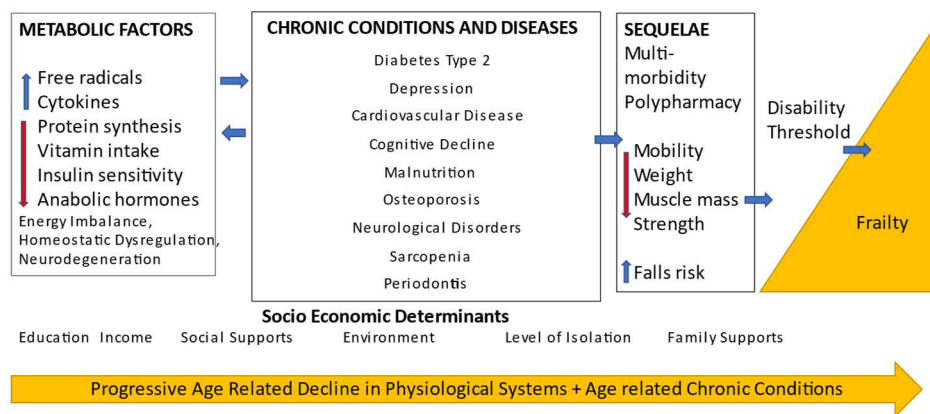 METABOLIC FACTORS
Free radicals
Cytokines
Protein synthesis
Vitamin intake
Insulin sensitivity
Anabolic hormones
Energy Imbalance,
Homeostatic Dysregulation,
Neurodegeneration
CHRONIC CONDITIONS AND DISEASES
Diabetes Type 2
Depression
Cardiovascular Disease
Cognitive Decline
Malnutrition
Osteoporosis
Neurological Disorders
Sarcopenia
Periodontis
SEQUELAE
Multi-
morbidity
Polypharmacy
Mobility
Weight
Muscle mass
Strength
Falls risk
Disability
Threshold
Frailty
Socio Economic Determinants
Education Income Social Supports Environment Level of Isolation Family Supports
Progressive Age Related Decline in Physiological Systems + Age related Chronic Conditions